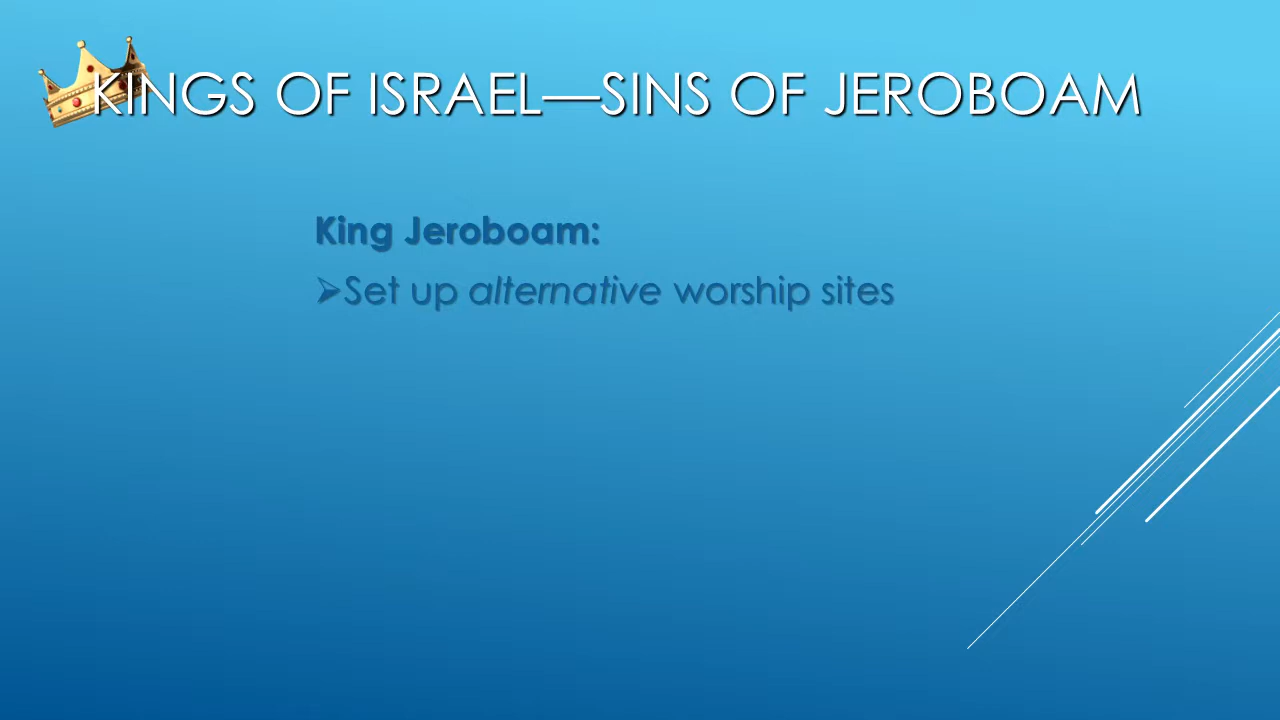 KINGS OF ISRAEL—SINS OF JEROBOAM
King Jeroboam:
➢Set up alternative worship sites